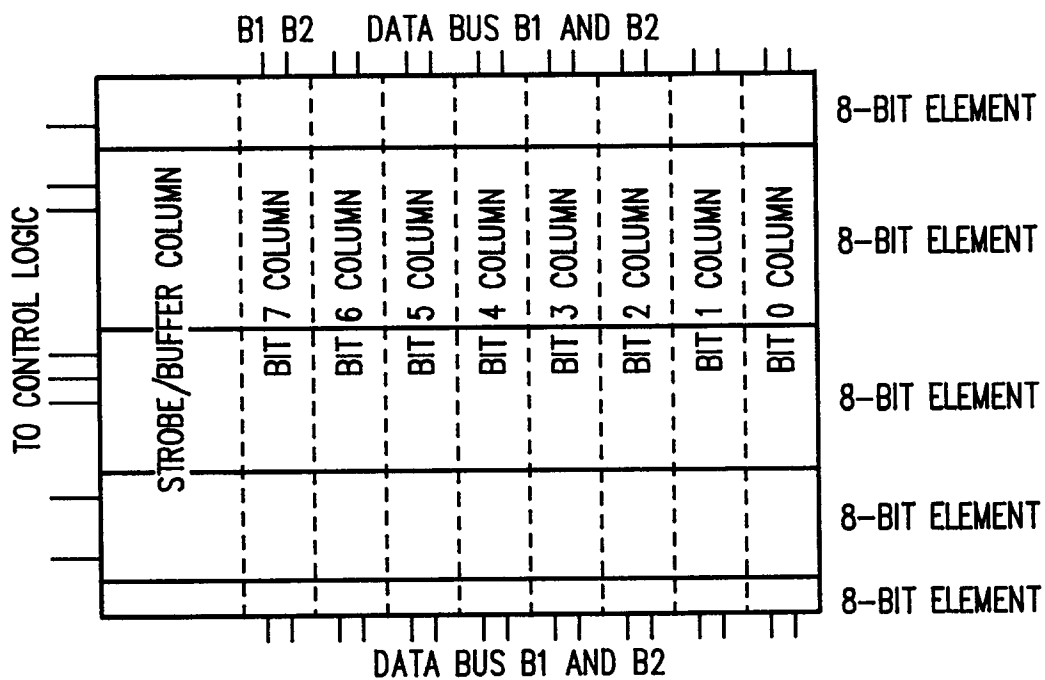 B1 B2 DATA BUS B1 AND B2
8-BIT ELEMENT
8-BIT ELEMENT
8-BIT ELEMENT
8-BIT ELEMENT
8-BIT ELEMENT
TO CONTROL LOGIC
STROBE/BUFFER COLUMN
BIT 7 COLUMN
BIT 6 COLUMN
BIT 5 COLUMN
BIT 4 COLUMN
BIT 3 COLUMN
BIT 2 COLUMN
BIT 1 COLUMN
BIT 0 COLUMN
DATA BUS B1 AND B2